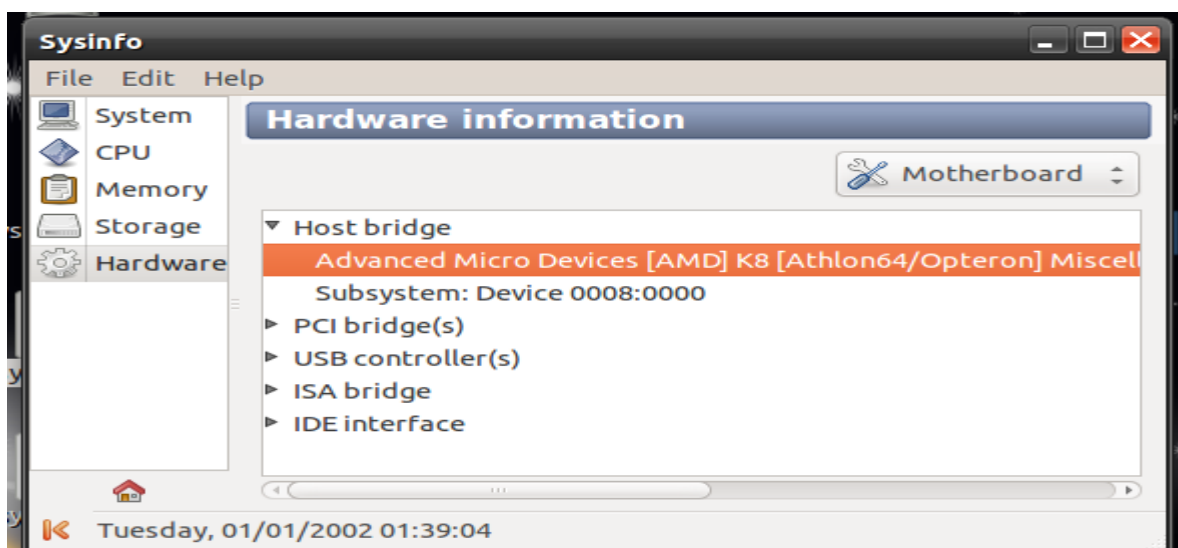 Sysinfo
File Edit Help
System
CPU
Memory
Storage
Hardware
Hardware information
Motherboard
Host bridge
Advanced Micro Devices [AMD] K8 [Athlon64/Opteron] Miscell
Subsystem: Device 0008:0000
PCI bridge(s)
USB controller(s)
ISA bridge
IDE interface
Tuesday, 01/01/2002 01:39:04